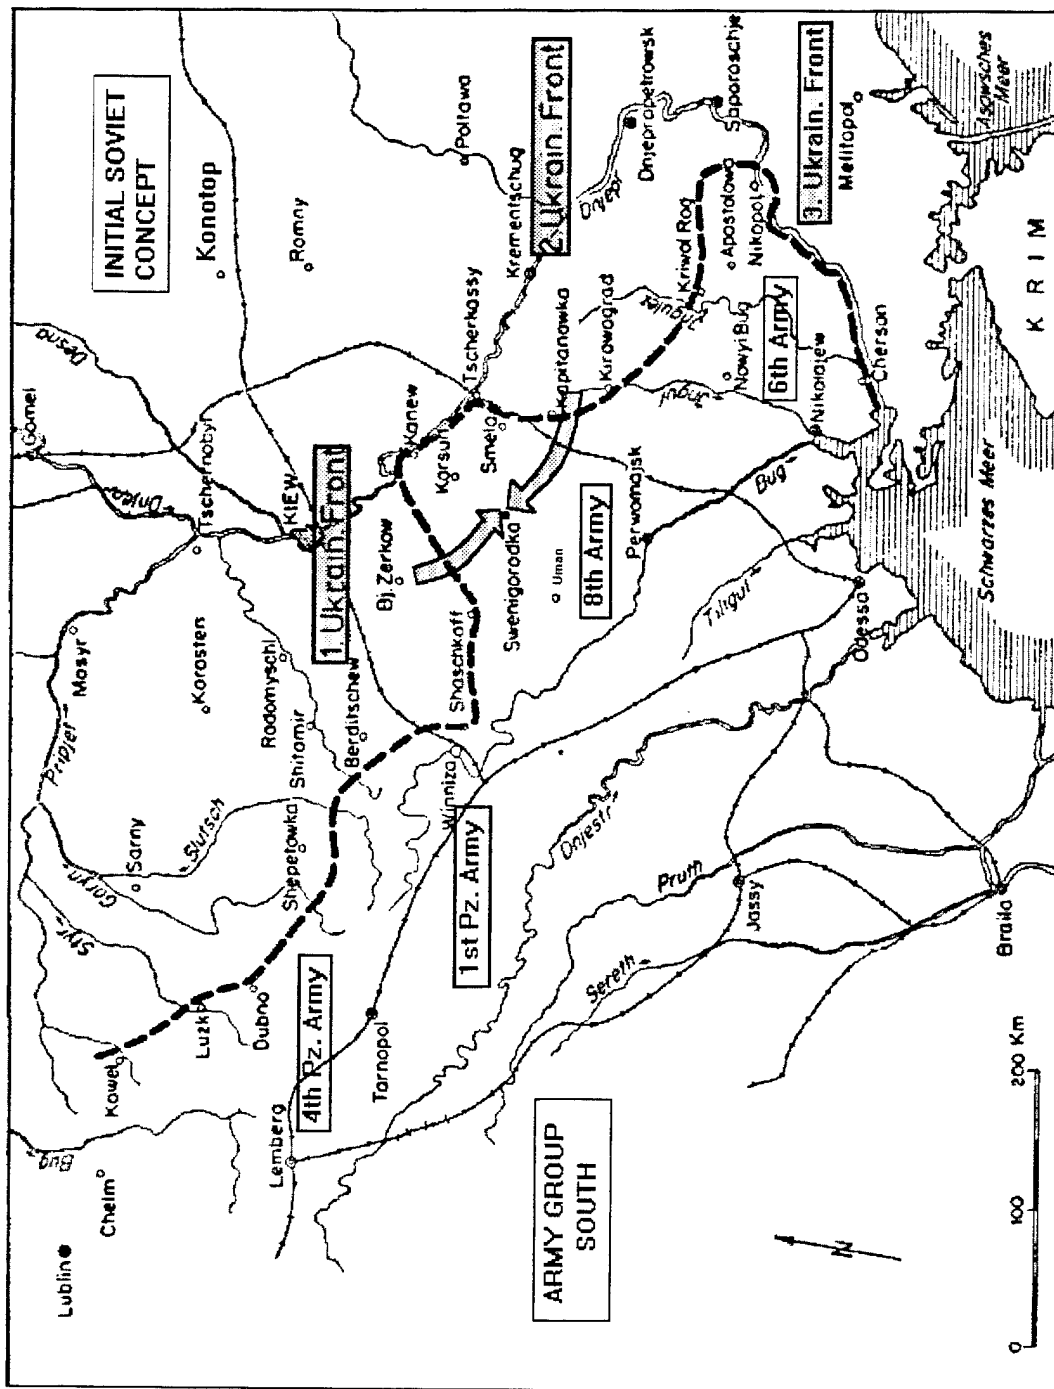 INITIAL SOVIET
CONCEPT
Lublin
Chelm
Bug
Kowel
Luzk
Dubno
Styr
Goryn
Sarny
Slutsch
Pripjet
Mosyr
Korosten
Radomyschl
Shitomir
Shepetowka
Berditschew
Gomel
Dnjepr
Desna
Tschernobyl
KIEW
1 Ukrain. Front
Konotop
Romny
Poltawa
Krementschug
2 Ukrain. Front
Dnjepr
Dnjepropetrowsk
Saporoschje
3. Ukrain. Front
Melitopol
Asowsches
Meer
Lemberg
4th Pz. Army
Tarnopol
1st Pz. Army
Winniza
Shaschkoff
Bj. Zerkow
Kanew
Korsun
Smela
Tscherkassy
Swenigorodka
Kapitanowka
Kirowograd
Uman
8th Army
Perwomajsk
Ingulez
Kriwoi Rog
Apostolowo
Nikopol
Nowyi Bug
6th Army
Ingul
Nikolajew
Cherson
Bug
Tiligul
Odessa
Schwarzes Meer
KRIM
Dnjestr
Pruth
Sereth
Jassy
Braila
ARMY GROUP
SOUTH
N
0 100 200 Km